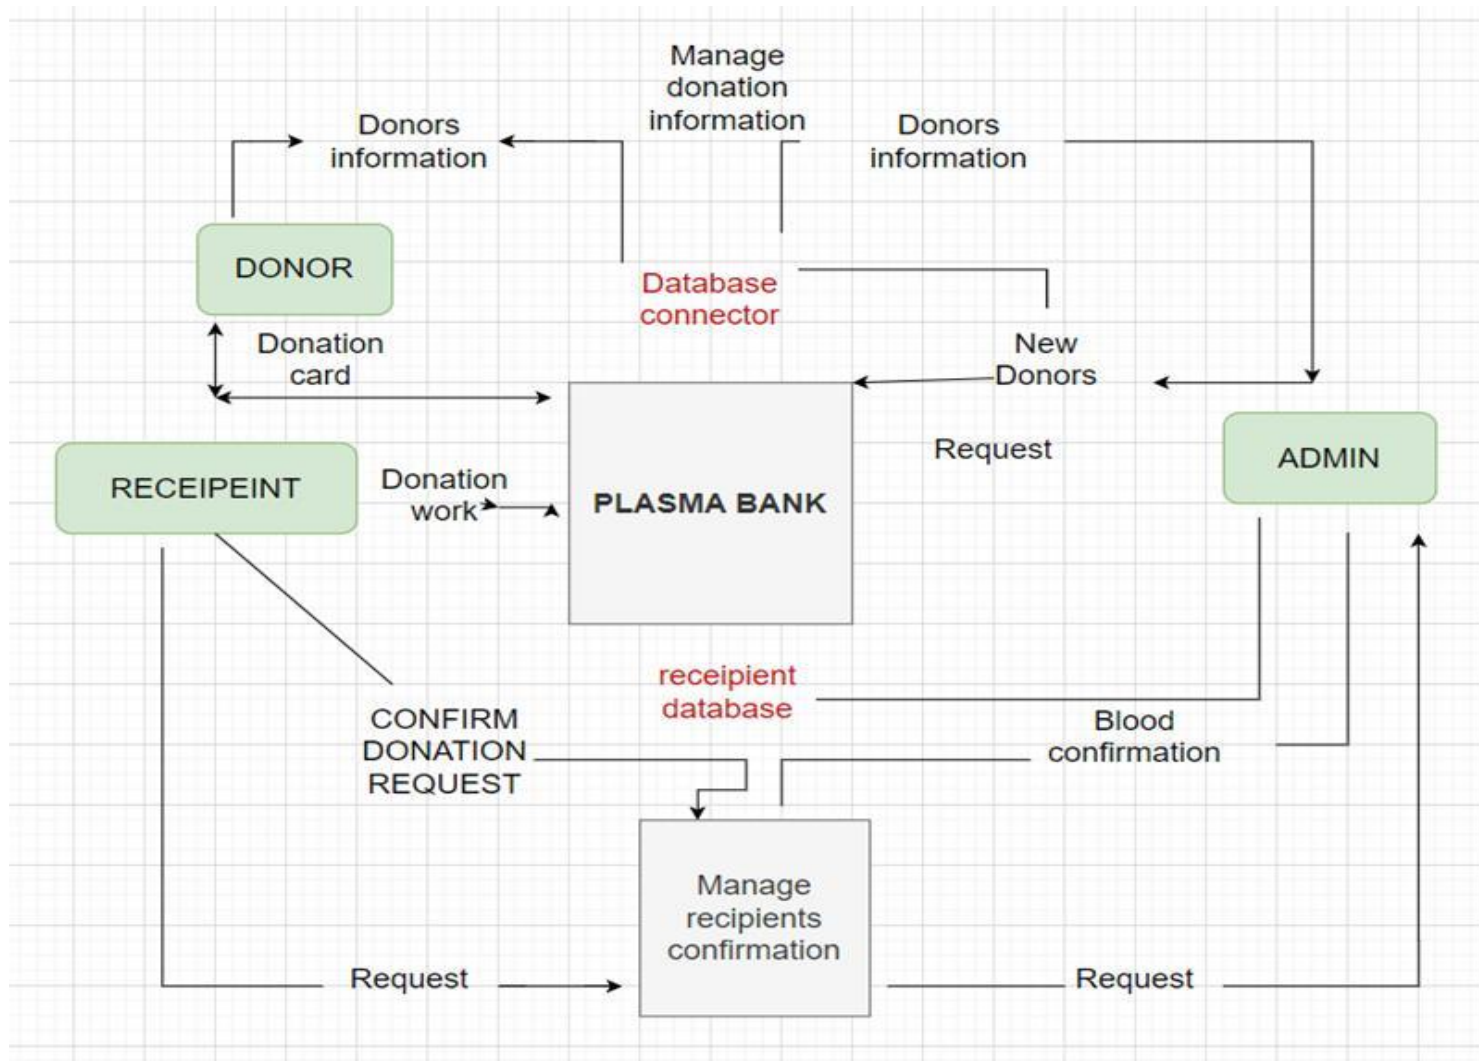 Manage
donation
information
Donors
information
Donors
information
DONOR
Database
connector
Donation
card
New
Donors
Request
ADMIN
RECEIPEINT
Donation
work
PLASMA BANK
receipient
database
CONFIRM
DONATION
REQUEST
Blood
confirmation
Manage
recipients
confirmation
Request
Request